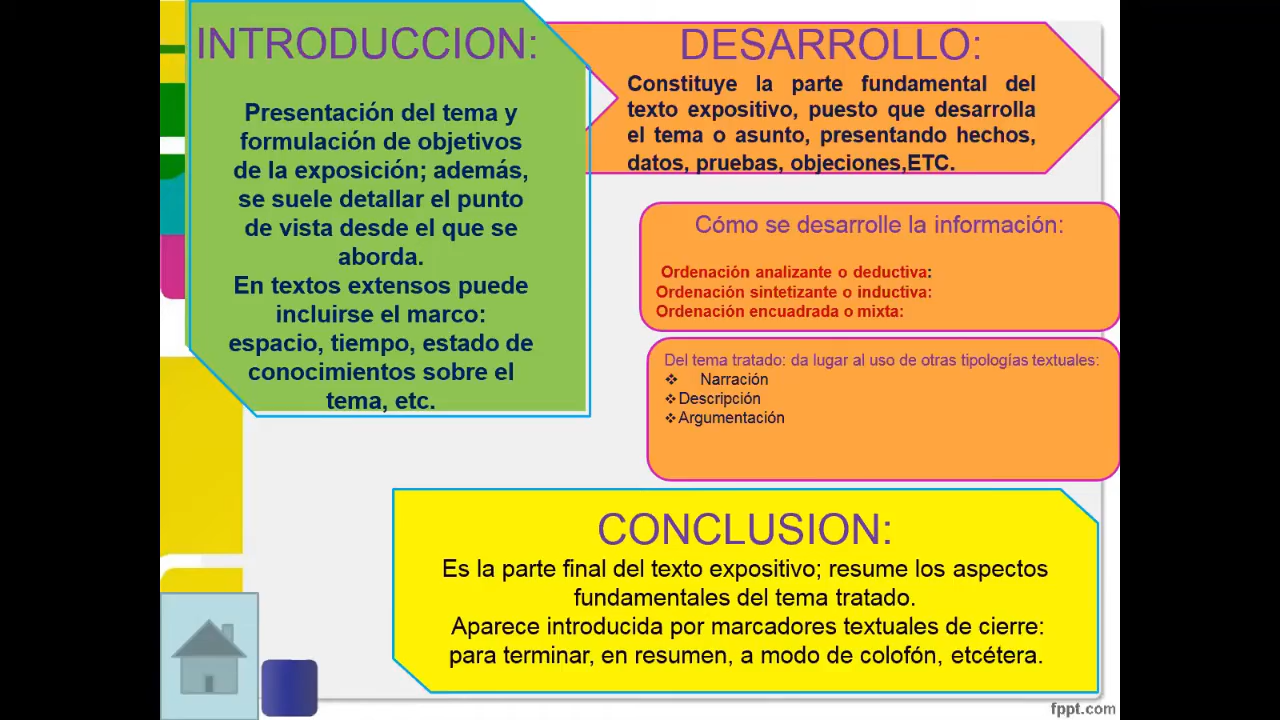 INTRODUCCION:
Presentación del tema y
formulación de objetivos
de la exposición; además,
se suele detallar el punto
de vista desde el que se
aborda.
En textos extensos puede
incluirse el marco:
espacio, tiempo, estado de
conocimientos sobre el
tema, etc.
DESARROLLO:
Constituye la parte fundamental del
texto expositivo, puesto que desarrolla
el tema o asunto, presentando hechos,
datos, pruebas, objeciones,ETC.
Cómo se desarrolle la información:
Ordenación analizante o deductiva:
Ordenación sintetizante o inductiva:
Ordenación encuadrada o mixta:
Del tema tratado: da lugar al uso de otras tipologías textuales:
❖ Narración
❖Descripción
❖Argumentación
CONCLUSION:
Es la parte final del texto expositivo; resume los aspectos
fundamentales del tema tratado.
Aparece introducida por marcadores textuales de cierre:
para terminar, en resumen, a modo de colofón, etcétera.
fppt.com